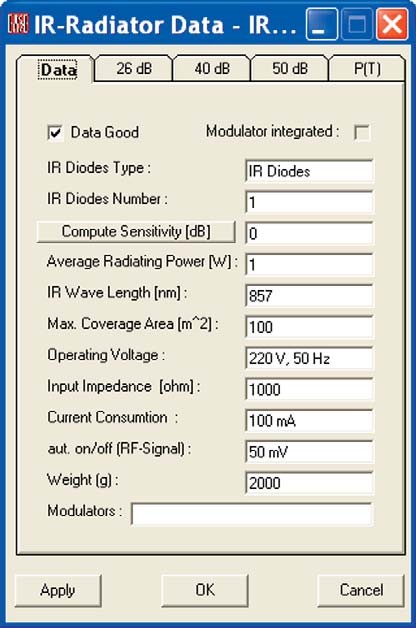 IR-Radiator Data - IR...
Data 26 dB 40 dB 50 dB P(T)
Data Good Modulator integrated :
IR Diodes Type : IR Diodes
IR Diodes Number : 1
Compute Sensitivity [dB] 0
Average Radiating Power [W] : 1
IR Wave Length [nm] : 857
Max. Coverage Area [m^2] : 100
Operating Voltage : 220 V, 50 Hz
Input Impedance [ohm] : 1000
Current Consumtion : 100 mA
aut. on/off (RF-Signal) : 50 mV
Weight (g) : 2000
Modulators :
Apply OK Cancel